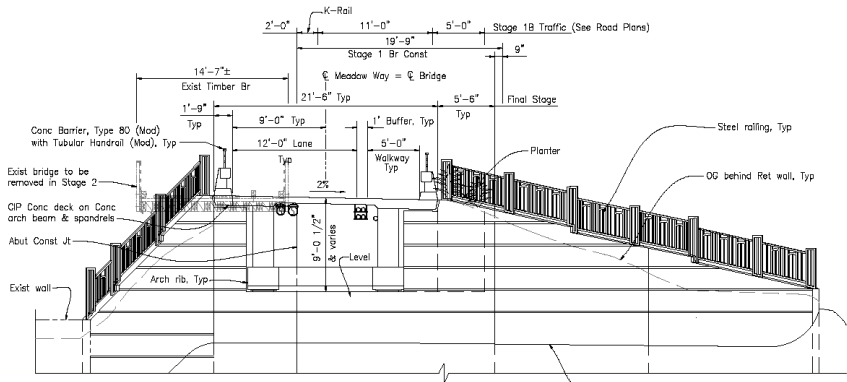 K-Rail
2'-0"
11'-0"
5'-0"
Stage 1B Traffic (See Road Plans)
19'-9"
Stage 1 Br Const
9"
14'-7"±
Exist Timber Br
℄ Meadow Way = ℄ Bridge
21'-6" Typ
1'-9"
Typ
5'-6"
Typ
Final Stage
9'-0" Typ
1' Buffer, Typ
Conc Barrier, Type 80 (Mod)
with Tubular Handrail (Mod), Typ
12'-0" Lane
Typ
5'-0"
Walkway
Typ
Steel railing, Typ
Planter
Exist bridge to be
removed in Stage 2
2%
OG behind Ret wall, Typ
CIP Conc deck on Conc
arch beam & spandrels
Abut Const Jt
9'-0 1/2"
& varies
Level
Arch rib, Typ
Exist wall